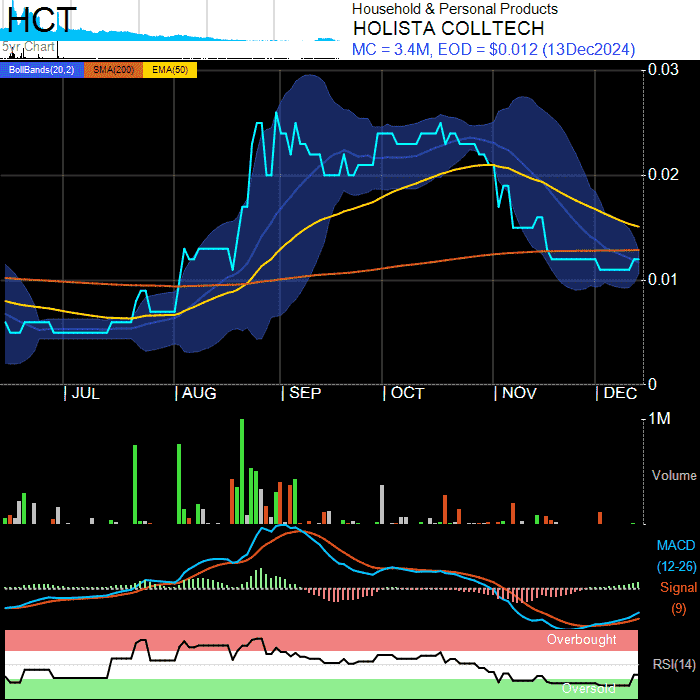 HCT
5yr Chart
Household & Personal Products
HOLISTA COLLTECH
MC = 3.4M, EOD = $0.012 (13Dec2024)
BollBands(20,2) SMA(200) EMA(50)
0.03
0.02
0.01
0
JUL AUG SEP OCT NOV DEC
1M
Volume
MACD
(12-26)
Signal
(9)
Overbought
RSI(14)
Oversold